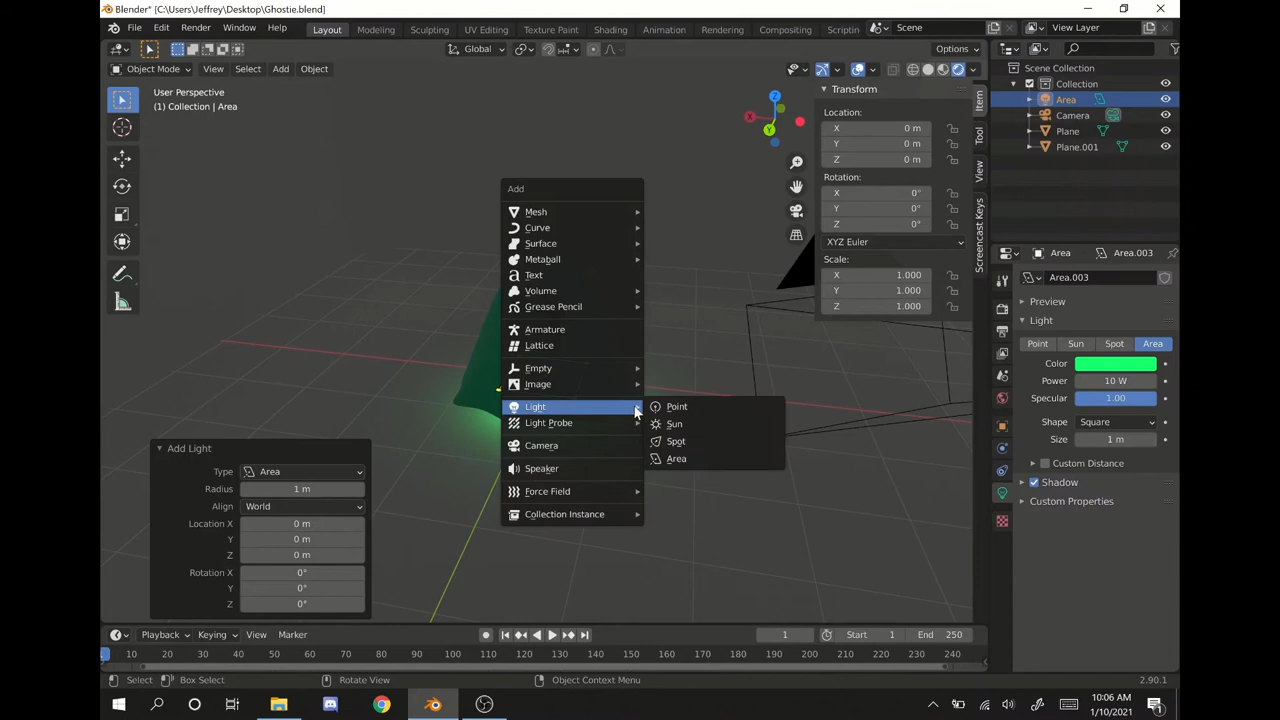 Blender* [C:\Users\Jeffrey\Desktop\Ghostie.blend]
File Edit Render Window Help Layout Modeling Sculpting UV Editing Texture Paint Shading Animation Rendering Compositing Scriptin Scene View Layer
Global Options
Object Mode View Select Add Object
User Perspective
(1) Collection | Area
X
Y
Z
Transform
Location:
X 0 m
Y 0 m
Z 0 m
Rotation:
X 0°
Y 0°
Z 0°
XYZ Euler
Scale:
X 1.000
Y 1.000
Z 1.000
Item
Tool
View
Screencast Keys
Scene Collection
Collection
Area
Camera
Plane
Plane.001
Area Area.003
Area.003
Preview
Light
Point Sun Spot Area
Color
Power 10 W
Specular 1.00
Shape Square
Size 1 m
Custom Distance
Shadow
Custom Properties
Add
Mesh
Curve
Surface
Metaball
Text
Volume
Grease Pencil
Armature
Lattice
Empty
Image
Light
Light Probe
Camera
Speaker
Force Field
Collection Instance
Point
Sun
Spot
Area
Add Light
Type Area
Radius 1 m
Align World
Location X 0 m
Y 0 m
Z 0 m
Rotation X 0°
Y 0°
Z 0°
Playback Keying View Marker 1 Start 1 End 250
1 10 20 30 40 50 60 70 80 90 100 110 120 130 140 150 160 170 180 190 200 210 220 230 240
Select Box Select Rotate View Object Context Menu 2.90.1
10:06 AM
1/10/2021
1